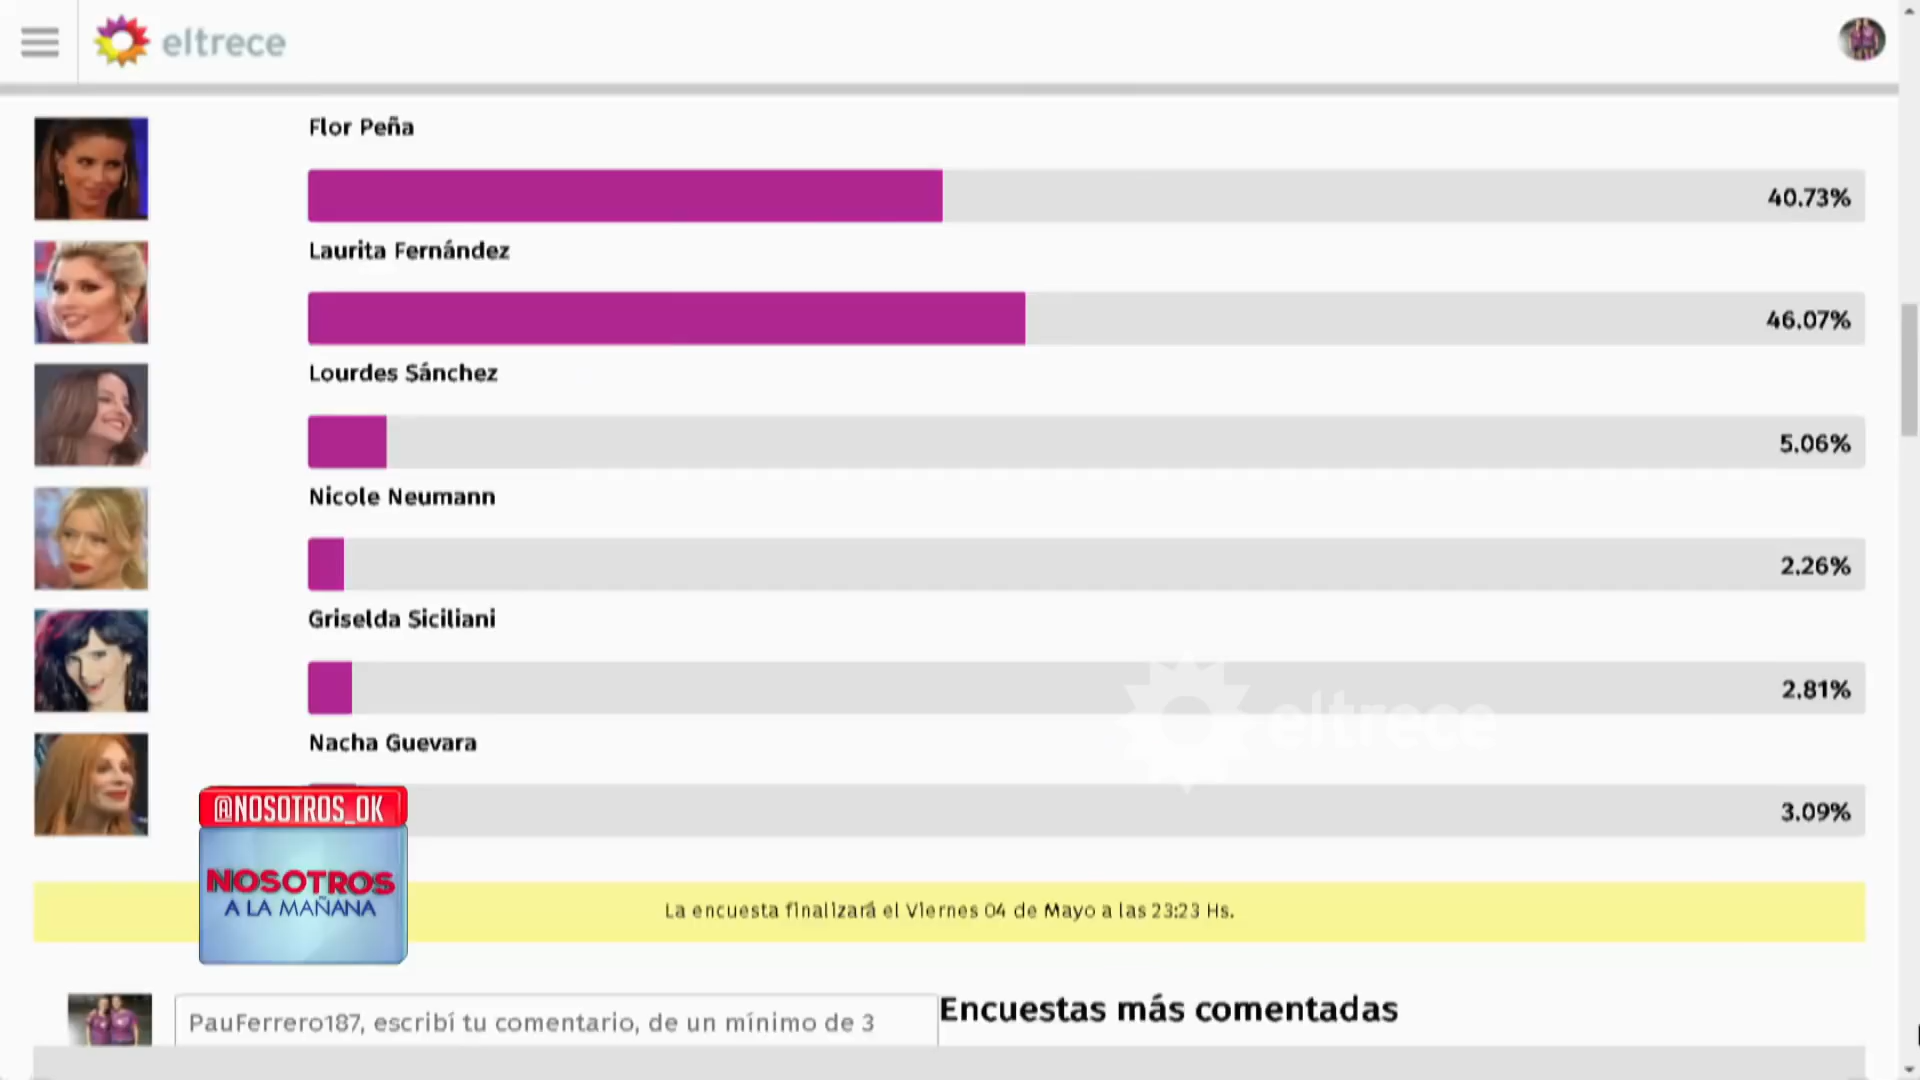 eltrece
Flor Peña
40.73%
Laurita Fernández
46.07%
Lourdes Sánchez
5.06%
Nicole Neumann
2.26%
Griselda Siciliani
2.81%
eltrece
Nacha Guevara
3.09%
@NOSOTROS_OK
NOSOTROS
A LA MAÑANA
La encuesta finalizará el Viernes 04 de Mayo a las 23:23 Hs.
Encuestas más comentadas
PauFerrero187, escribí tu comentario, de un mínimo de 3